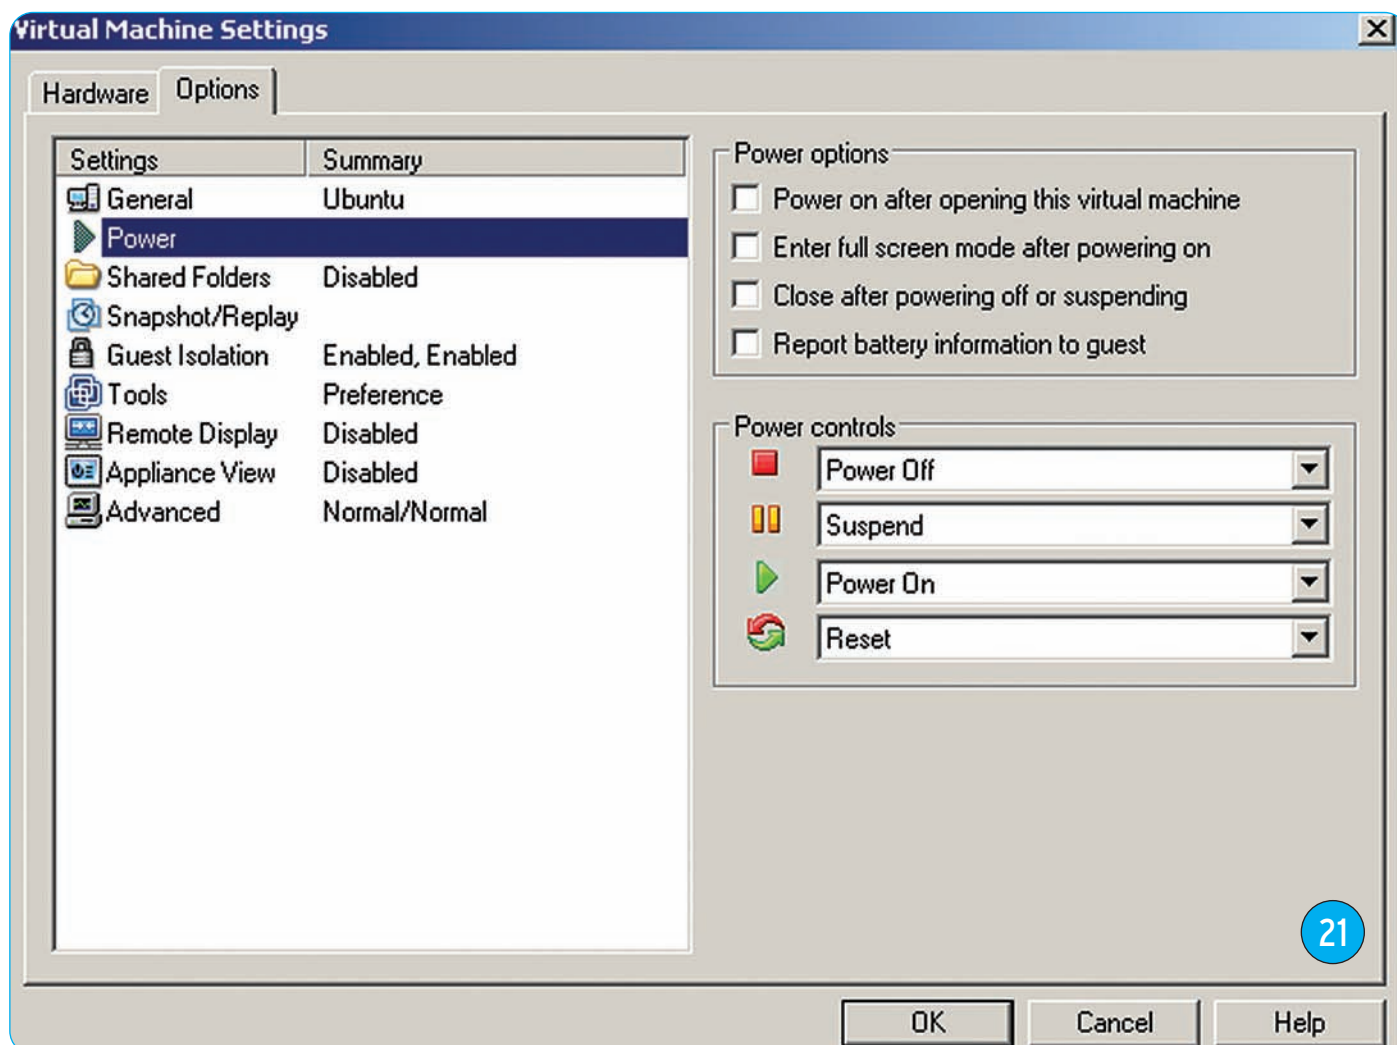 Virtual Machine Settings
Hardware Options
Settings Summary
General Ubuntu
Power
Shared Folders Disabled
Snapshot/Replay
Guest Isolation Enabled, Enabled
Tools Preference
Remote Display Disabled
Appliance View Disabled
Advanced Normal/Normal
Power options
Power on after opening this virtual machine
Enter full screen mode after powering on
Close after powering off or suspending
Report battery information to guest
Power controls
Power Off
Suspend
Power On
Reset
21
OK Cancel Help